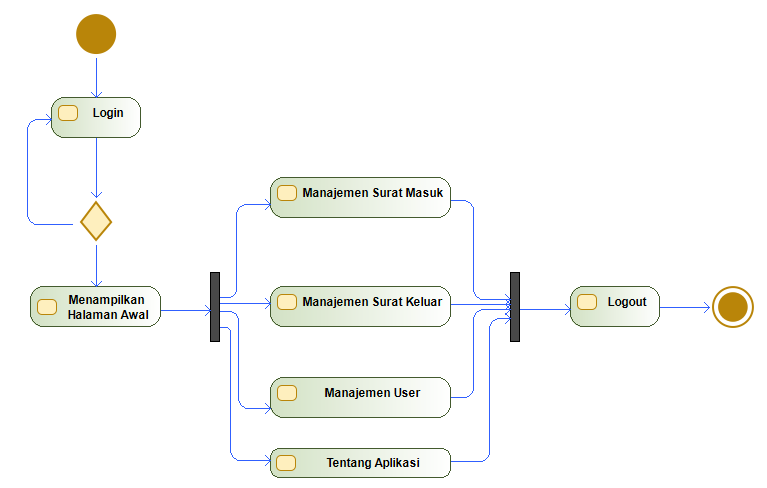 Login
Menampilkan
Halaman Awal
Manajemen Surat Masuk
Manajemen Surat Keluar
Manajemen User
Tentang Aplikasi
Logout